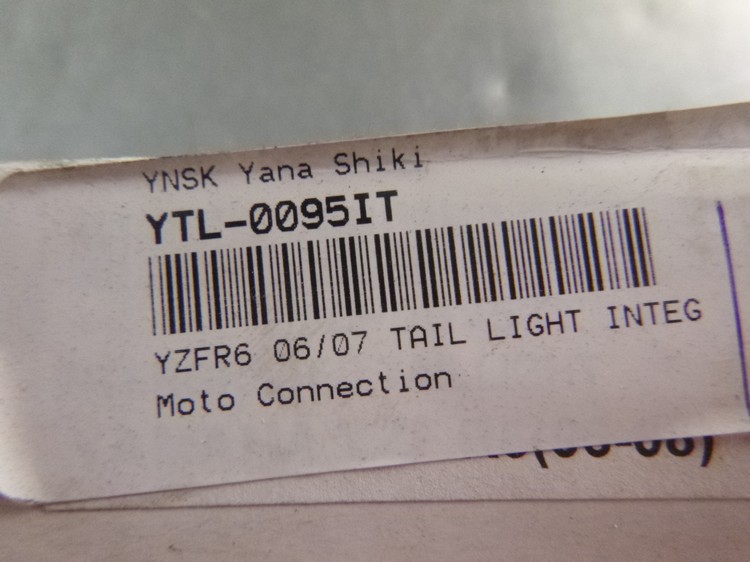 YNSK Yana Shiki
YTL-0095IT
YZFR6 06/07 TAIL LIGHT INTEG
Moto Connection